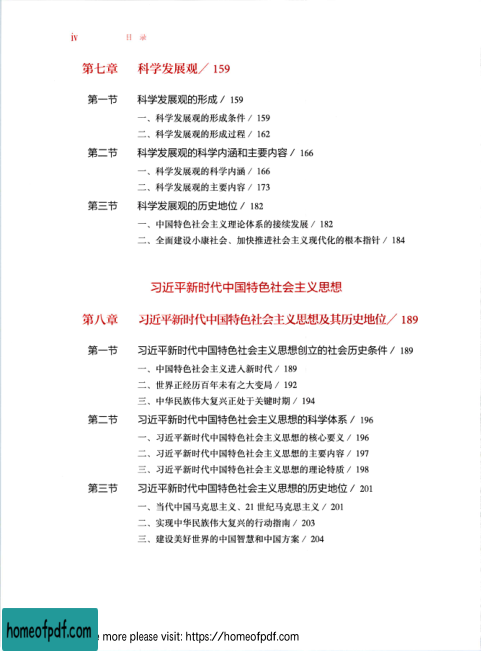 iv 目 录
第七章 科学发展观／159
第一节 科学发展观的形成 / 159
一、科学发展观的形成条件 / 159
二、科学发展观的形成过程 / 162
第二节 科学发展观的科学内涵和主要内容 / 166
一、科学发展观的科学内涵 / 166
二、科学发展观的主要内容 / 173
第三节 科学发展观的历史地位 / 182
一、中国特色社会主义理论体系的接续发展 / 182
二、全面建设小康社会、加快推进社会主义现代化的根本指针 / 184
习近平新时代中国特色社会主义思想
第八章 习近平新时代中国特色社会主义思想及其历史地位／189
第一节 习近平新时代中国特色社会主义思想创立的社会历史条件 / 189
一、中国特色社会主义进入新时代 / 189
二、世界正经历百年未有之大变局 / 192
三、中华民族伟大复兴正处于关键时期 / 194
第二节 习近平新时代中国特色社会主义思想的科学体系 / 196
一、习近平新时代中国特色社会主义思想的核心要义 / 196
二、习近平新时代中国特色社会主义思想的主要内容 / 197
三、习近平新时代中国特色社会主义思想的理论特质 / 198
第三节 习近平新时代中国特色社会主义思想的历史地位 / 201
一、当代中国马克思主义、21 世纪马克思主义 / 201
二、实现中华民族伟大复兴的行动指南 / 203
三、建设美好世界的中国智慧和中国方案 / 204
homeofpdf.com
more please visit: https://homeofpdf.com